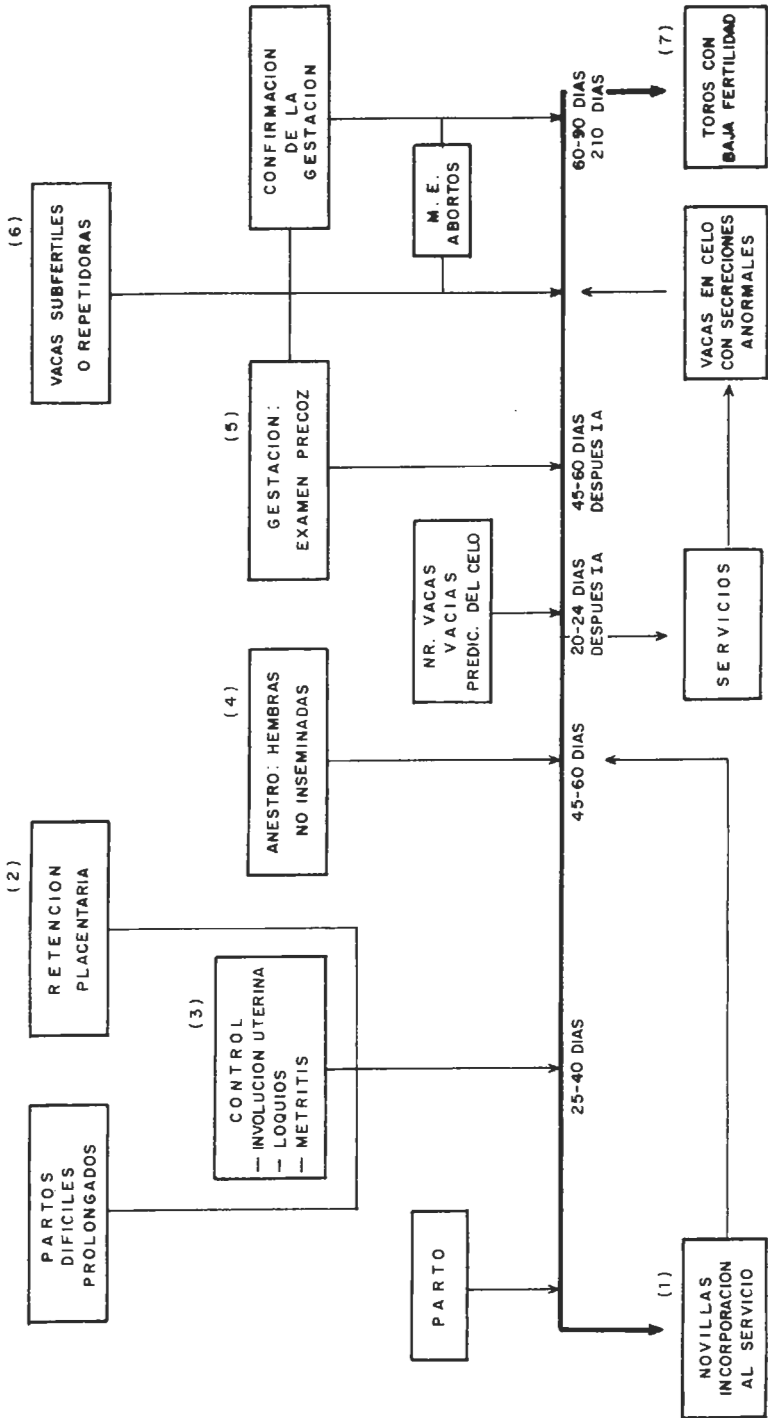 PARTOS
DIFICILES
PROLONGADOS
(2)
RETENCION
PLACENTARIA
(3)
CONTROL
— INVOLUCION UTERINA
— LOQUIOS
— METRITIS
PARTO
(4)
ANESTRO: HEMBRAS
NO INSEMINADAS
NR. VACAS
VACIAS
PREDIC. DEL CELO
(5)
GESTACION:
EXAMEN PRECOZ
(6)
VACAS SUBFERTILES
O REPETIDORAS
CONFIRMACION
DE LA
GESTACION
M. E.
ABORTOS
25-40 DIAS
45-60 DIAS
20-24 DIAS
DESPUES IA
45-60 DIAS
DESPUES IA
60-90 DIAS
210 DIAS
(1)
NOVILLAS
INCORPORACION
AL SERVICIO
SERVICIOS
VACAS EN CELO
CON SECRECIONES
ANORMALES
(7)
TOROS CON
BAJA FERTILIDAD